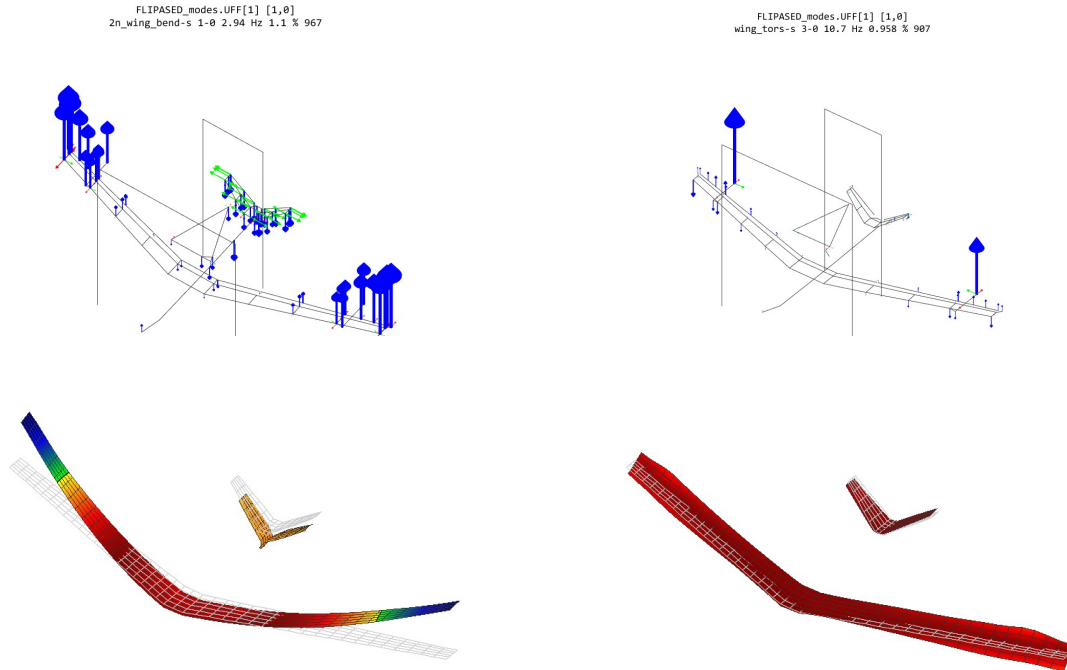 FLIPASED_modes.UFF[1] [1,0]
2n_wing_bend-s 1-0 2.94 Hz 1.1 % 967
FLIPASED_modes.UFF[1] [1,0]
wing_tors-s 3-0 10.7 Hz 0.958 % 907